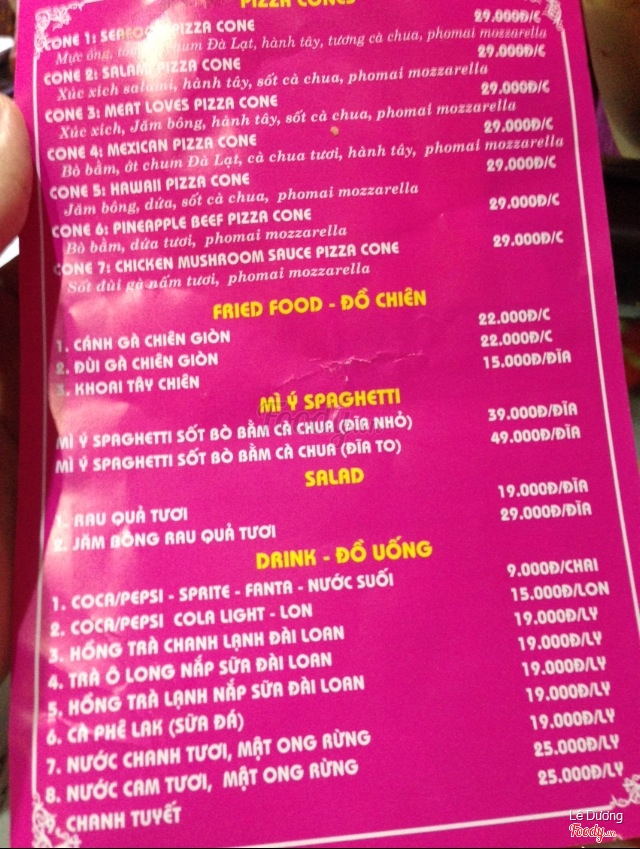 PIZZA CONES
CONE 1: SEAFOOD PIZZA CONE 29.000Đ/C
Mực ống, tôm, chum Đà Lạt, hành tây, tương cà chua, phomai mozzarella
CONE 2: SALAMI PIZZA CONE 29.000Đ/C
Xúc xich salami, hành tây, sốt cà chua, phomai mozzarella
CONE 3: MEAT LOVES PIZZA CONE 29.000Đ/C
Xúc xich, Jăm bông, hành tây, sốt cà chua, phomai mozzarella
CONE 4: MEXICAN PIZZA CONE 29.000Đ/C
Bò bằm, ớt chum Đà Lạt, cà chua tươi, hành tây, phomai mozzarella
CONE 5: HAWAII PIZZA CONE 29.000Đ/C
Jăm bông, dứa, sốt cà chua, phomai mozzarella
CONE 6: PINEAPPLE BEEF PIZZA CONE 29.000Đ/C
Bò bằm, dứa tươi, phomai mozzarella
CONE 7: CHICKEN MUSHROOM SAUCE PIZZA CONE 29.000Đ/C
Sốt đùi gà nấm tươi, phomai mozzarella
FRIED FOOD - ĐỒ CHIÊN
1. CÁNH GÀ CHIÊN GIÒN 22.000Đ/C
2. ĐÙI GÀ CHIÊN GIÒN 22.000Đ/C
3. KHOAI TÂY CHIÊN 15.000Đ/ĐĨA
MÌ Ý SPAGHETTI
MÌ Ý SPAGHETTI SỐT BÒ BẰM CÀ CHUA (ĐĨA NHỎ) 39.000Đ/ĐĨA
MÌ Ý SPAGHETTI SỐT BÒ BẰM CÀ CHUA (ĐĨA TO) 49.000Đ/ĐĨA
SALAD
1. RAU QUẢ TƯƠI 19.000Đ/ĐĨA
2. JĂM BÔNG RAU QUẢ TƯƠI 29.000Đ/ĐĨA
DRINK - ĐỒ UỐNG
1. COCA/PEPSI - SPRITE - FANTA - NƯỚC SUỐI 9.000Đ/CHAI
2. COCA/PEPSI COLA LIGHT - LON 15.000Đ/LON
3. HỒNG TRÀ CHANH LẠNH ĐÀI LOAN 19.000Đ/LY
4. TRÀ Ô LONG NẮP SỮA ĐÀI LOAN 19.000Đ/LY
5. HỒNG TRÀ LẠNH NẮP SỮA ĐÀI LOAN 19.000Đ/LY
6. CÀ PHÊ LAK (SỮA ĐÁ) 19.000Đ/LY
7. NƯỚC CHANH TƯƠI, MẬT ONG RỪNG 19.000Đ/LY
8. NƯỚC CAM TƯƠI, MẬT ONG RỪNG 25.000Đ/LY
9. CHANH TUYẾT 25.000Đ/LY
Lê Dương
Foody.vn